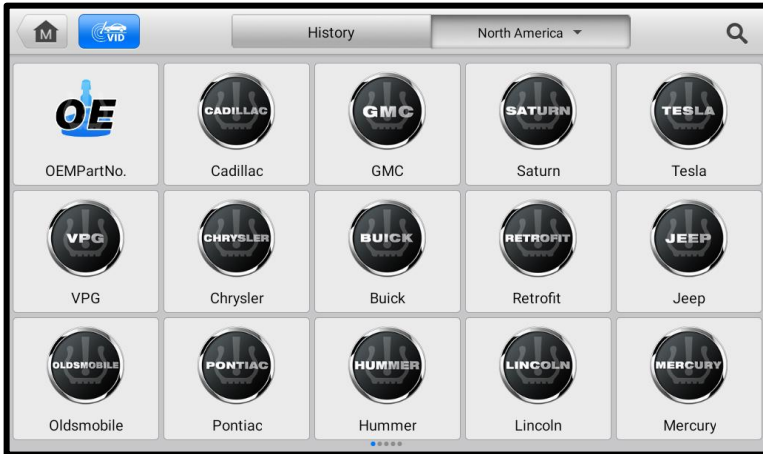 M
VID
History
North America
OE
CADILLAC
GMC
SATURN
TESLA
OEMPartNo.
Cadillac
GMC
Saturn
Tesla
VPG
CHRYSLER
BUICK
RETROFIT
JEEP
VPG
Chrysler
Buick
Retrofit
Jeep
OLDSMOBILE
PONTIAC
HUMMER
LINCOLN
MERCURY
Oldsmobile
Pontiac
Hummer
Lincoln
Mercury